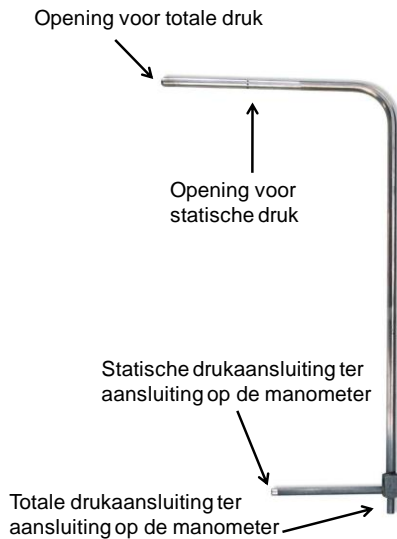 Opening voor totale druk
Opening voor
statische druk
Statische drukaansluiting ter
aansluiting op de manometer
Totale drukaansluiting ter
aansluiting op de manometer